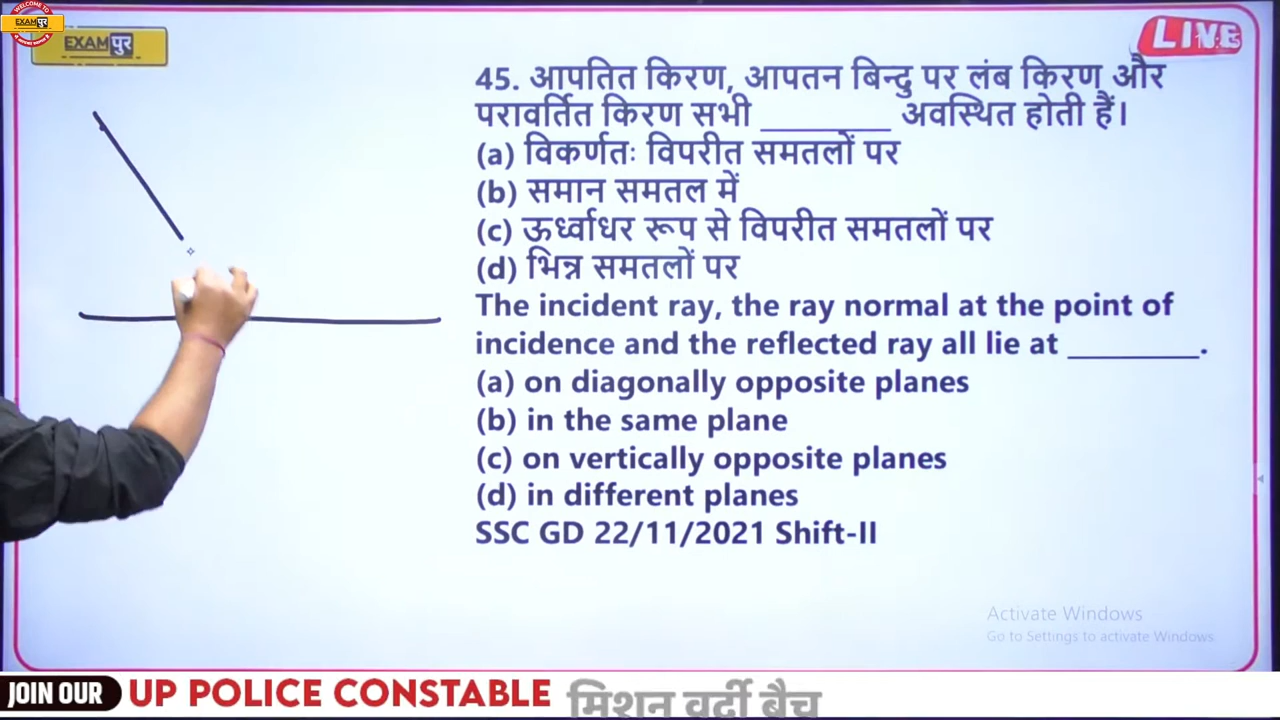 WELCOME TO
EXAMपुर
EXAMपुर
LIVE
45. आपतित किरण, आपतन बिन्दु पर लंब किरण और
परावर्तित किरण सभी _________ अवस्थित होती हैं।
(a) विकर्णतः विपरीत समतलों पर
(b) समान समतल में
(c) ऊर्ध्वाधर रूप से विपरीत समतलों पर
(d) भिन्न समतलों पर
The incident ray, the ray normal at the point of
incidence and the reflected ray all lie at _________.
(a) on diagonally opposite planes
(b) in the same plane
(c) on vertically opposite planes
(d) in different planes
SSC GD 22/11/2021 Shift-II
Activate Windows
Go to Settings to activate Windows
JOIN OUR UP POLICE CONSTABLE मिशन वर्दी बैच